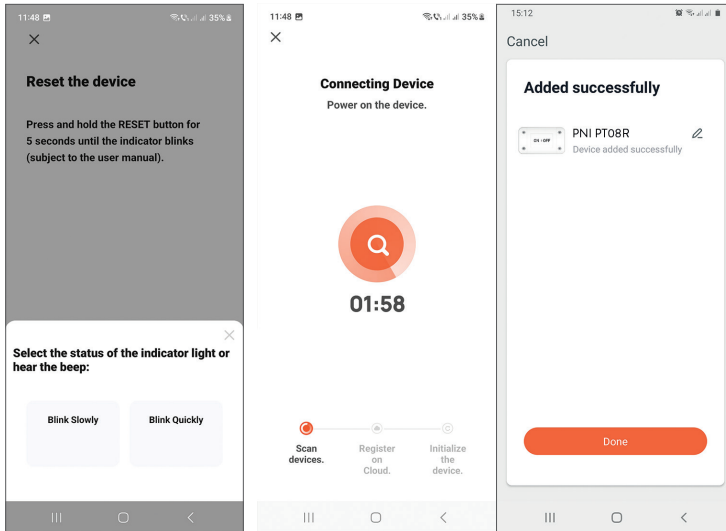 11:48
35%
Reset the device
Press and hold the RESET button for
5 seconds until the indicator blinks
(subject to the user manual).
Select the status of the indicator light or
hear the beep:
Blink Slowly
Blink Quickly
11:48
35%
Connecting Device
Power on the device.
01:58
Scan
devices.
Register
on
Cloud.
Initialize
the
device.
15:12
Cancel
Added successfully
ON / OFF
PNI PT08R
Device added successfully
Done